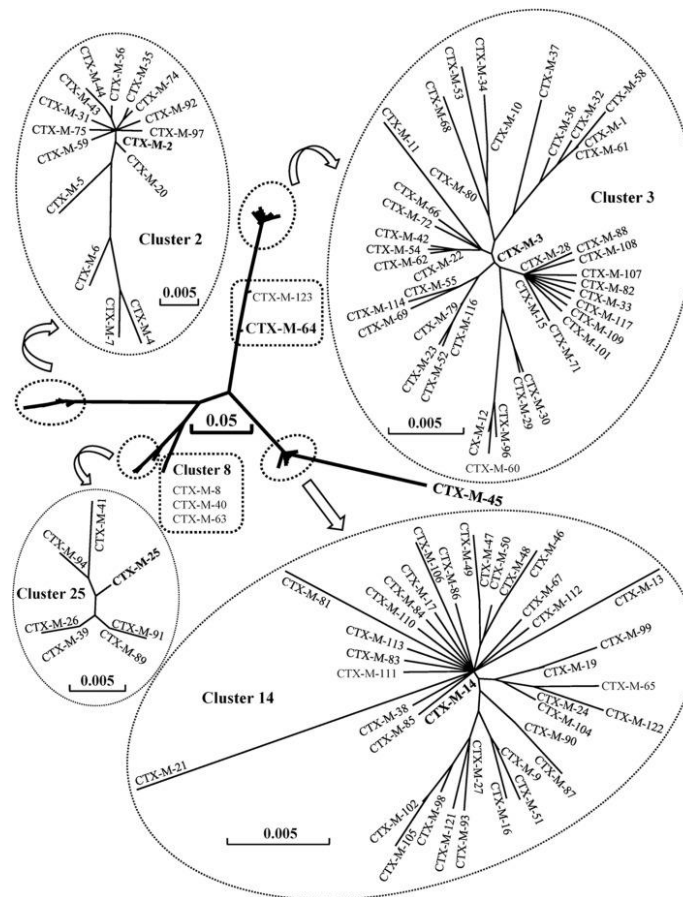 CTX-M-56
CTX-M-35
CTX-M-44
CTX-M-74
CTX-M-43
CTX-M-92
CTX-M-31
CTX-M-75
CTX-M-97
CTX-M-59
CTX-M-2
CTX-M-20
CTX-M-5
Cluster 2
CTX-M-6
0.005
CTX-M-7
CTX-M-4
CTX-M-37
CTX-M-34
CTX-M-53
CTX-M-58
CTX-M-10
CTX-M-32
CTX-M-68
CTX-M-36
CTX-M-1
CTX-M-11
CTX-M-61
CTX-M-80
Cluster 3
CTX-M-66
CTX-M-72
CTX-M-3
CTX-M-88
CTX-M-42
CTX-M-28
CTX-M-108
CTX-M-54
CTX-M-62
CTX-M-22
CTX-M-107
CTX-M-55
CTX-M-82
CTX-M-114
CTX-M-33
CTX-M-69
CTX-M-79
CTX-M-116
CTX-M-15
CTX-M-117
CTX-M-109
CTX-M-101
CTX-M-71
CTX-M-23
CTX-M-52
CTX-M-30
CTX-M-29
0.005
CX-M-12
CTX-M-96
CTX-M-60
CTX-M-123
CTX-M-64
0.05
Cluster 8
CTX-M-8
CTX-M-40
CTX-M-63
CTX-M-45
CTX-M-41
CTX-M-94
CTX-M-25
Cluster 25
CTX-M-26
CTX-M-39
CTX-M-91
CTX-M-89
0.005
CTX-M-47
CTX-M-49
CTX-M-50
CTX-M-46
CTX-M-48
CTX-M-106
CTX-M-86
CTX-M-67
CTX-M-13
CTX-M-81
CTX-M-17
CTX-M-112
CTX-M-84
CTX-M-110
CTX-M-99
CTX-M-113
CTX-M-83
CTX-M-19
CTX-M-111
CTX-M-65
Cluster 14
CTX-M-14
CTX-M-38
CTX-M-24
CTX-M-85
CTX-M-104
CTX-M-122
CTX-M-90
CTX-M-21
CTX-M-9
CTX-M-87
CTX-M-27
CTX-M-51
CTX-M-16
CTX-M-102
CTX-M-98
CTX-M-105
CTX-M-121
CTX-M-93
0.005